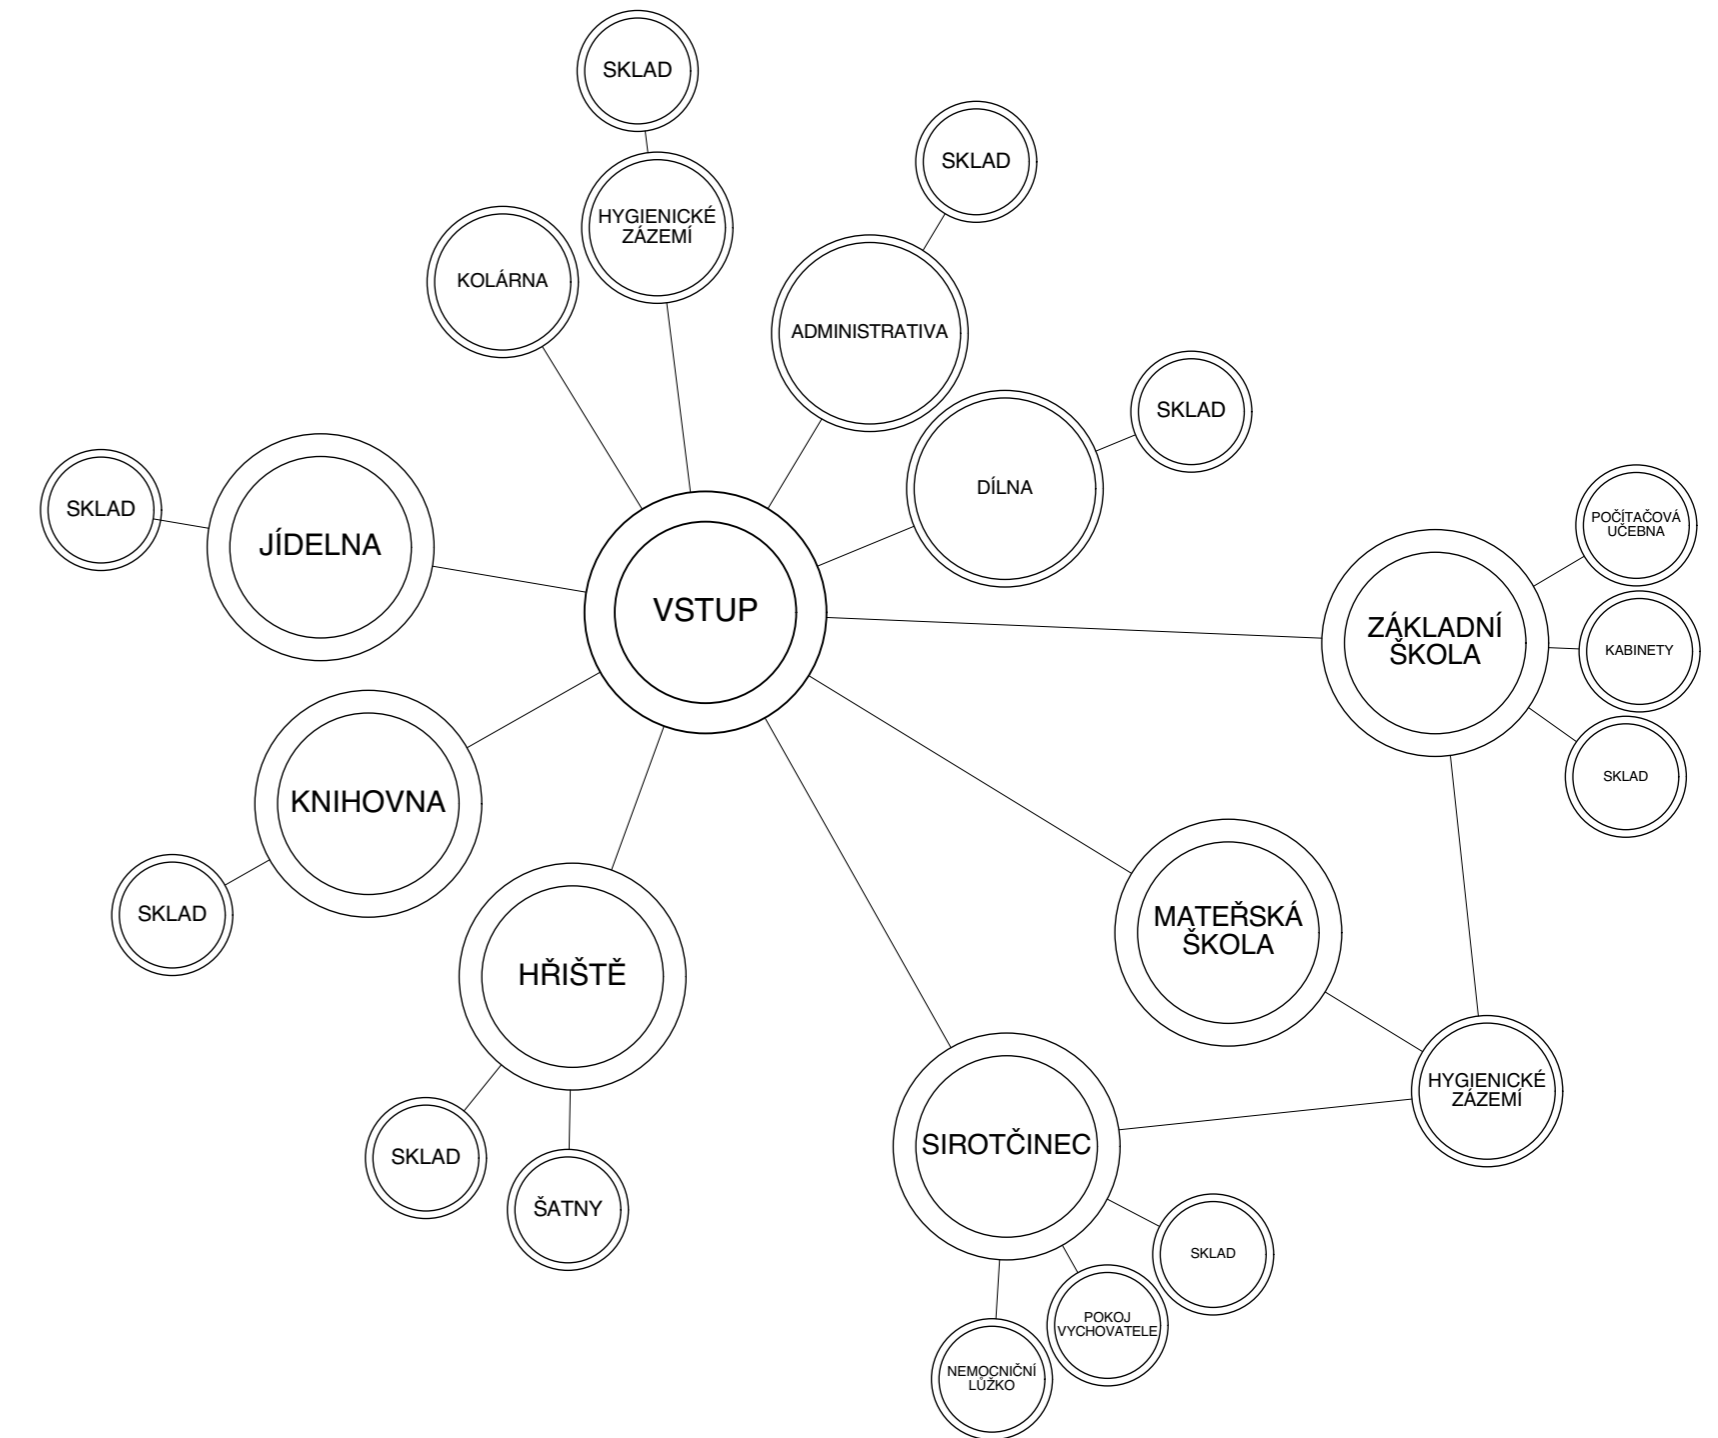 SKLAD
SKLAD
HYGIENICKÉ
ZÁZEMÍ
KOLÁRNA
ADMINISTRATIVA
SKLAD
DÍLNA
SKLAD
JÍDELNA
POČÍTAČOVÁ
UČEBNA
VSTUP
ZÁKLADNÍ
ŠKOLA
KABINETY
SKLAD
KNIHOVNA
SKLAD
MATEŘSKÁ
ŠKOLA
HŘIŠTĚ
HYGIENICKÉ
ZÁZEMÍ
SIROTČINEC
SKLAD
ŠATNY
SKLAD
POKOJ
VYCHOVATELE
NEMOCNIČNÍ
LŮŽKO